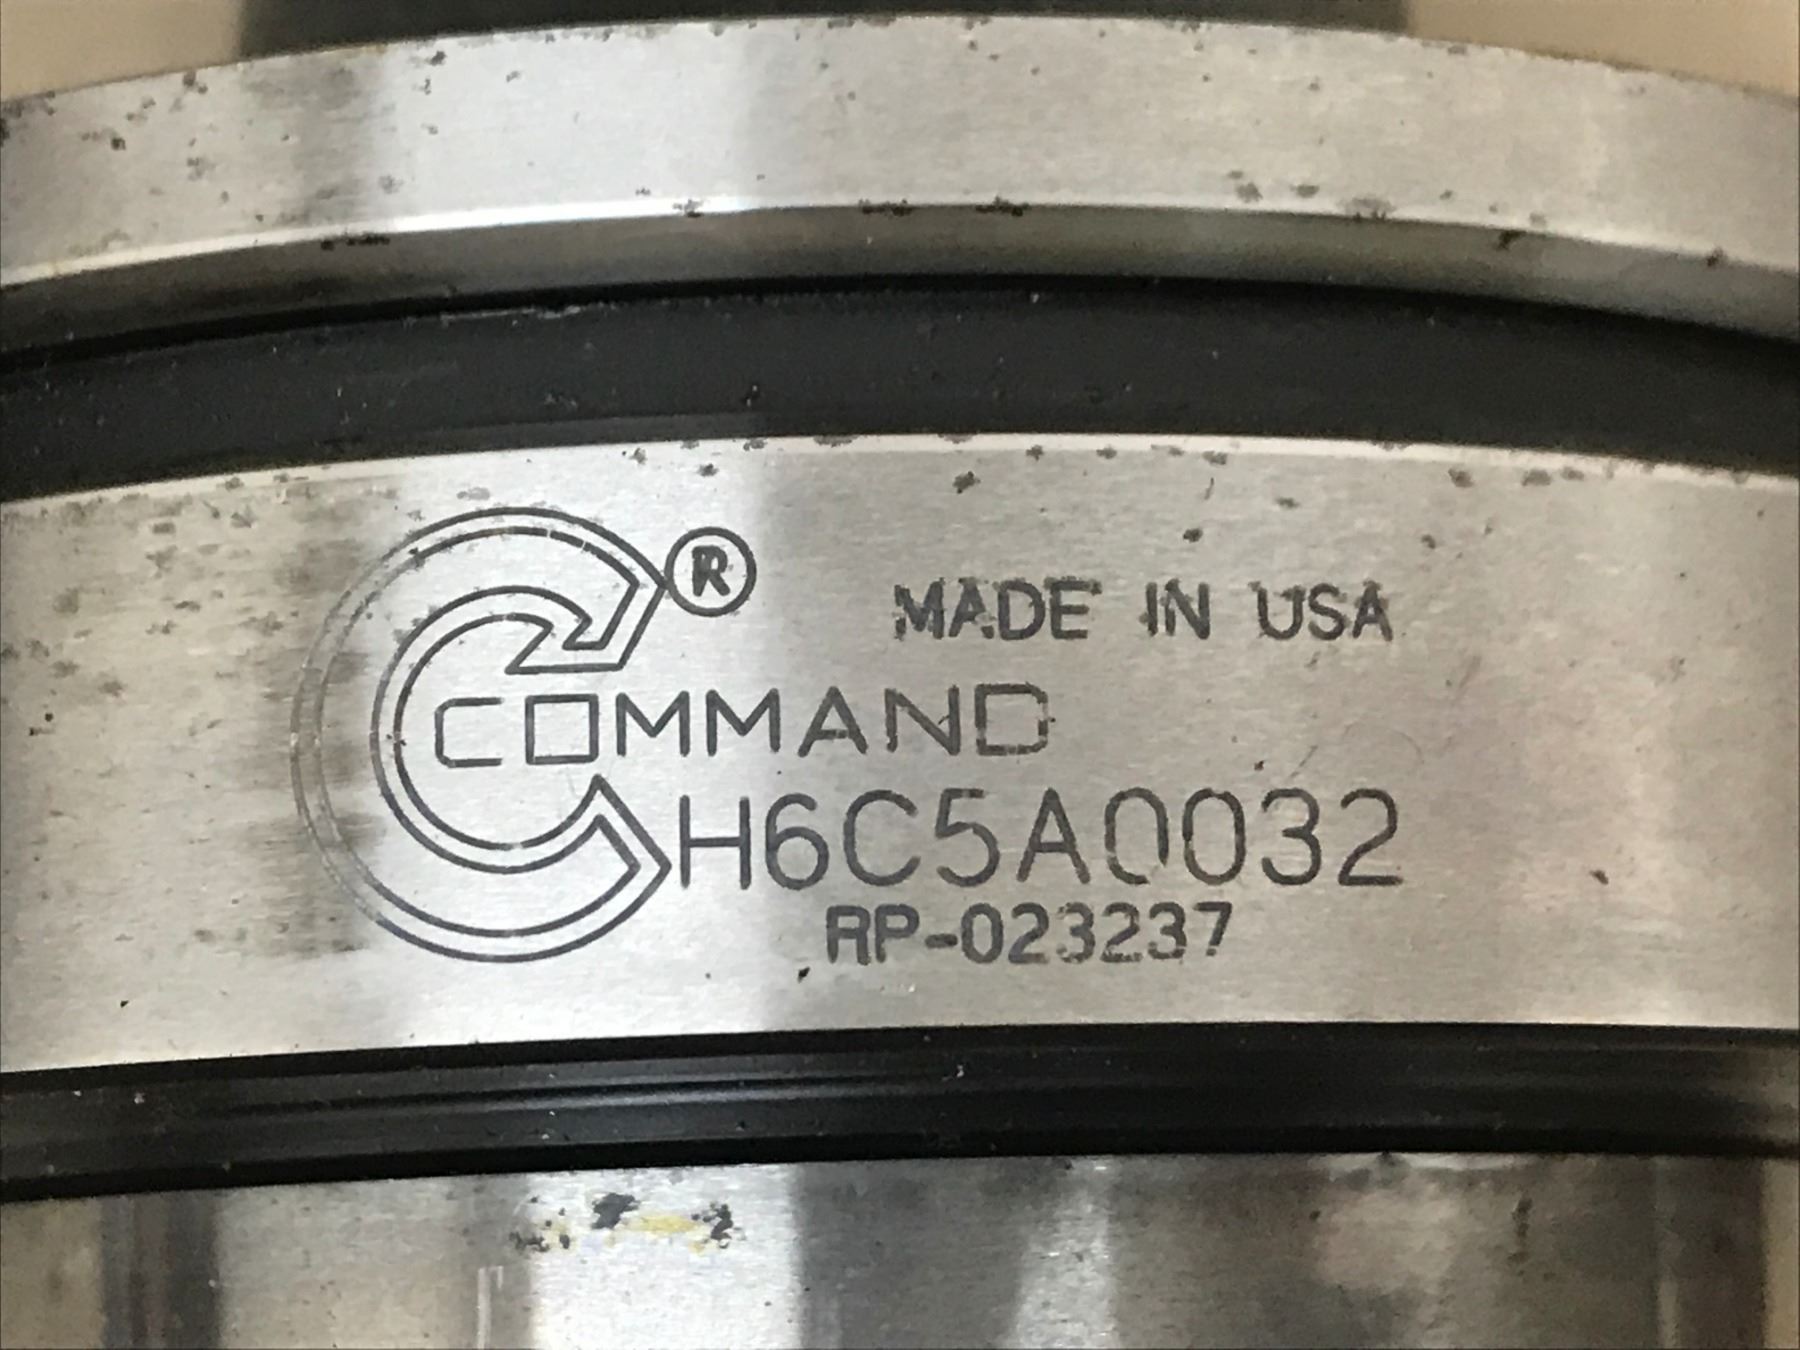 ®
MADE IN USA
COMMAND
H6C5A0032
RP-023237